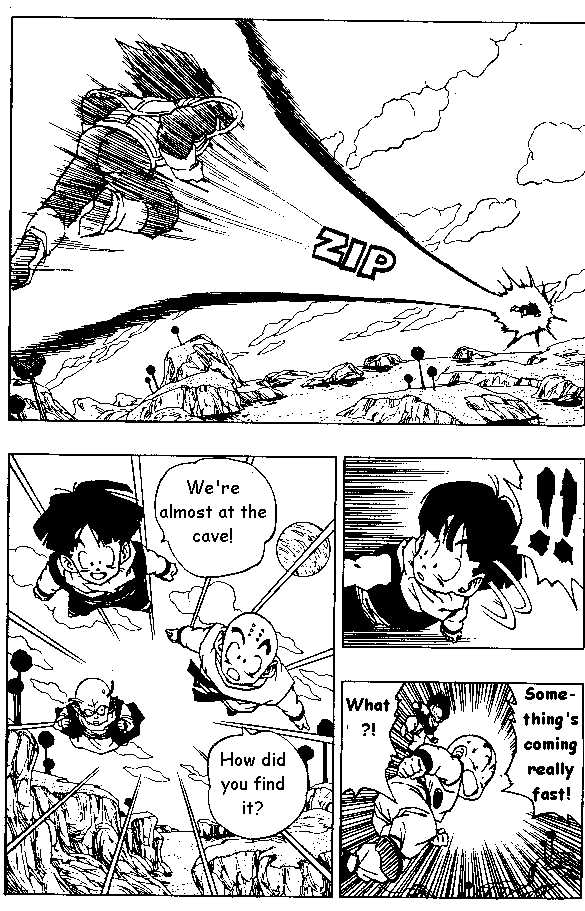 ZIP
We're
almost at the
cave!
How did
you find
it?
!!
What
?!
Some-
thing's
coming
really
fast!